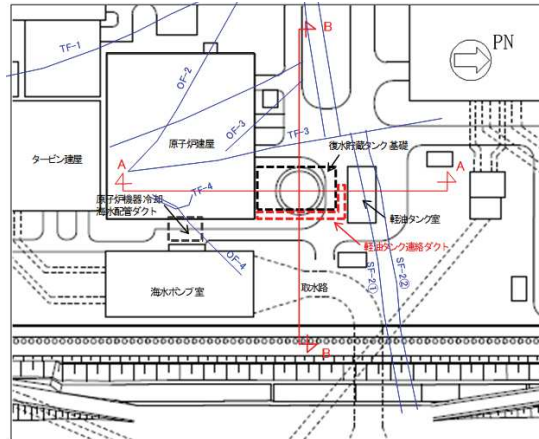 TF-1
OF-2
B
PN
原子炉建屋
OF-3
復水貯蔵タンク基礎
TF-3
タービン建屋
A
A
原子炉機器冷却
海水配管ダクト
TF-4
軽油タンク室
軽油タンク連絡ダクト
OF-4
海水ポンプ室
取水路
SF-2①
SF-2②
B